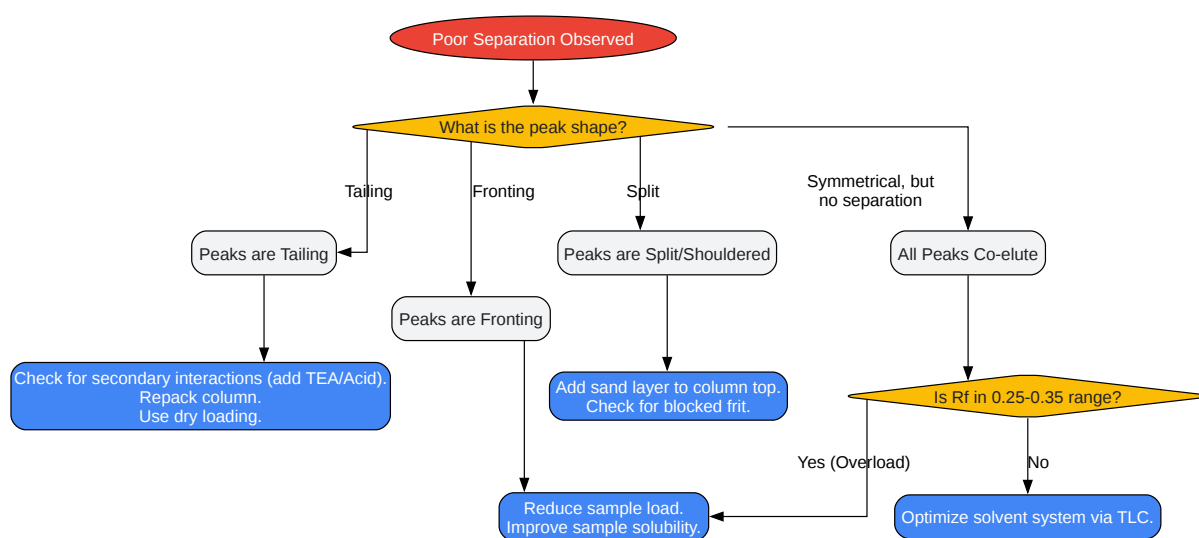 Poor Separation Observed
What is the peak shape?
Tailing
Fronting
Split
Symmetrical, but
no separation
Peaks are Tailing
Peaks are Split/Shouldered
All Peaks Co-elute
Peaks are Fronting
Check for secondary interactions (add TEA/Acid).
Repack column.
Use dry loading.
Add sand layer to column top.
Check for blocked frit.
Is Rf in 0.25-0.35 range?
Yes (Overload)
No
Reduce sample load.
Improve sample solubility.
Optimize solvent system via TLC.